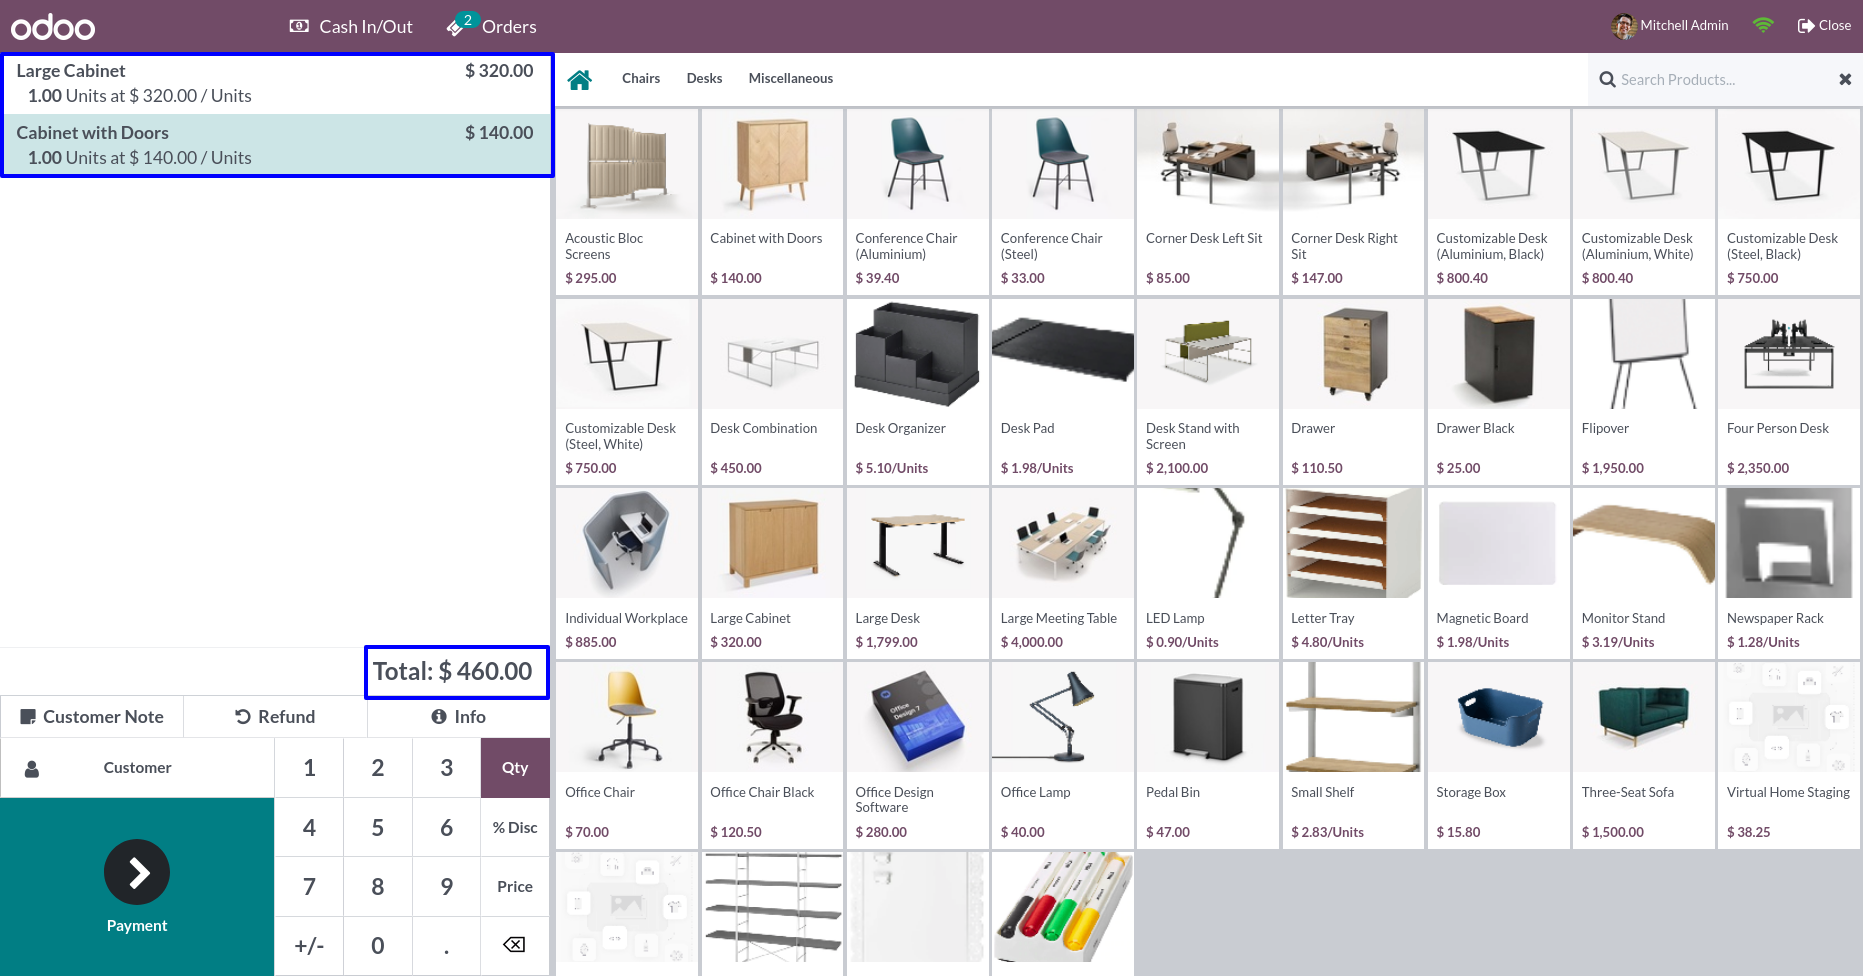 odoo
Cash In/Out
2
Orders
Mitchell Admin
Close
Large Cabinet
$ 320.00
1.00 Units at $ 320.00 / Units
Cabinet with Doors
$ 140.00
1.00 Units at $ 140.00 / Units
Total: $ 460.00
Customer Note
Refund
Info
Customer
1
2
3
Qty
4
5
6
% Disc
7
8
9
Price
+/-
0
.
Payment
Chairs
Desks
Miscellaneous
Search Products...
Acoustic Bloc
Screens
$ 295.00
Cabinet with Doors
$ 140.00
Conference Chair
(Aluminium)
$ 39.40
Conference Chair
(Steel)
$ 33.00
Corner Desk Left Sit
$ 85.00
Corner Desk Right
Sit
$ 147.00
Customizable Desk
(Aluminium, Black)
$ 800.40
Customizable Desk
(Aluminium, White)
$ 800.40
Customizable Desk
(Steel, Black)
$ 750.00
Customizable Desk
(Steel, White)
$ 750.00
Desk Combination
$ 450.00
Desk Organizer
$ 5.10/Units
Desk Pad
$ 1.98/Units
Desk Stand with
Screen
$ 2,100.00
Drawer
$ 110.50
Drawer Black
$ 25.00
Flipover
$ 1,950.00
Four Person Desk
$ 2,350.00
Individual Workplace
$ 885.00
Large Cabinet
$ 320.00
Large Desk
$ 1,799.00
Large Meeting Table
$ 4,000.00
LED Lamp
$ 0.90/Units
Letter Tray
$ 4.80/Units
Magnetic Board
$ 1.98/Units
Monitor Stand
$ 3.19/Units
Newspaper Rack
$ 1.28/Units
Office Chair
$ 70.00
Office Chair Black
$ 120.50
Office
Design 7
Office Design
Software
$ 280.00
Office Lamp
$ 40.00
Pedal Bin
$ 47.00
Small Shelf
$ 2.83/Units
Storage Box
$ 15.80
Three-Seat Sofa
$ 1,500.00
Virtual Home Staging
$ 38.25